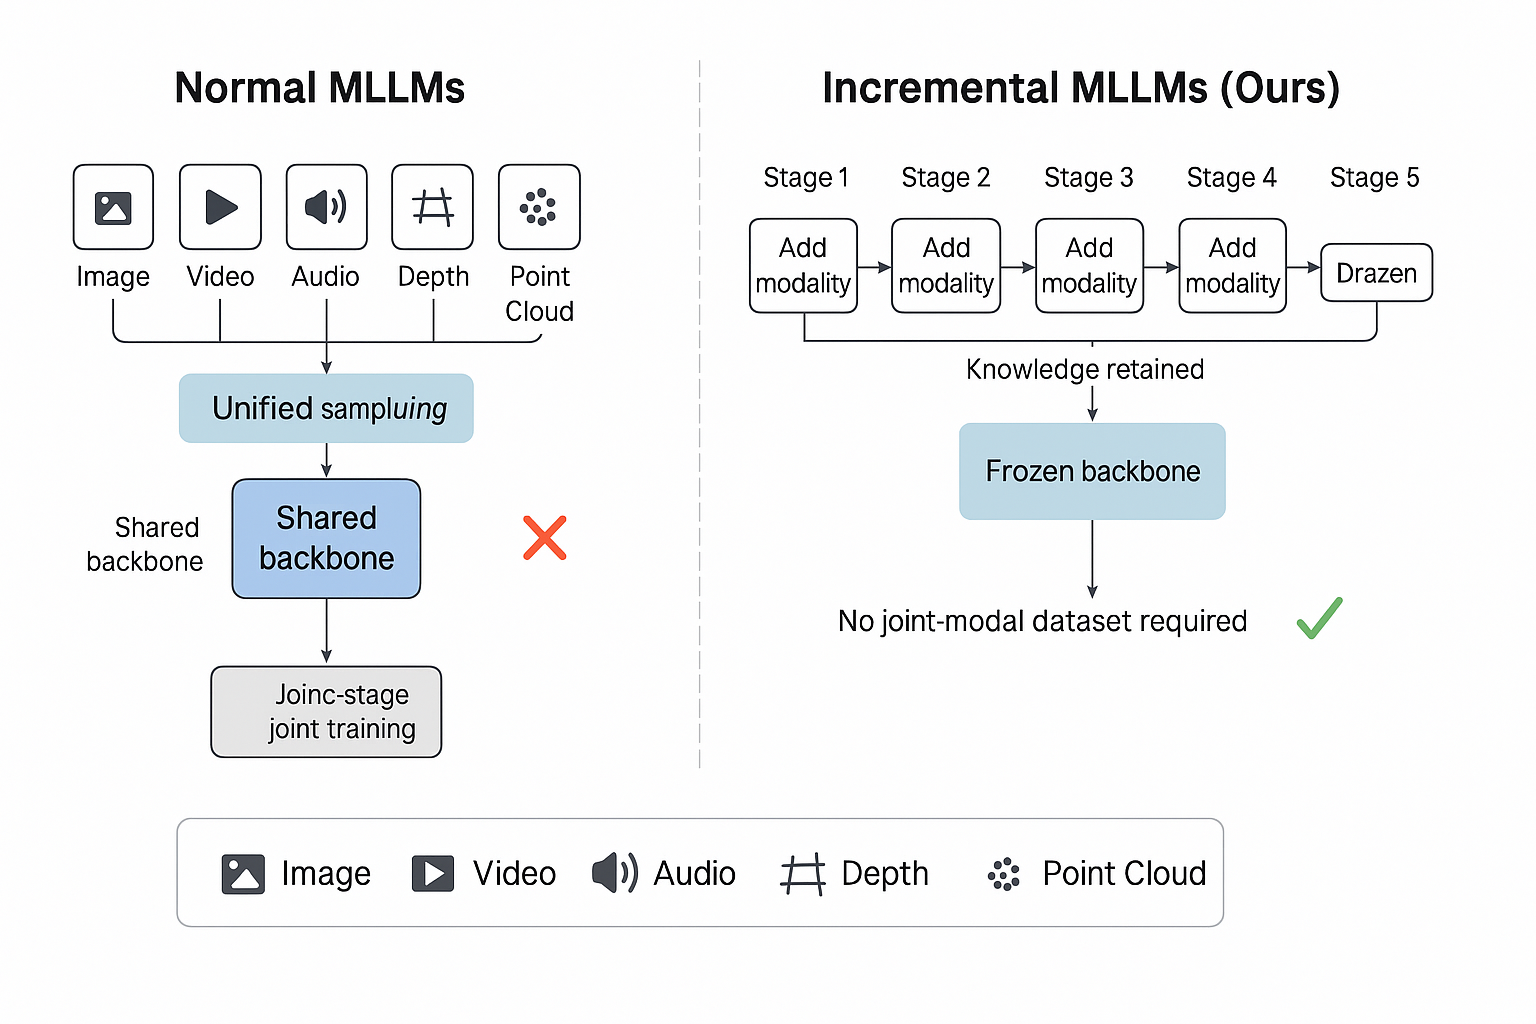 Normal MLLMs
Image
Video
Audio
Depth
Point
Cloud
Unified sampluing
Shared
backbone
Shared
backbone
Joinc-stage
joint training
Incremental MLLMs (Ours)
Stage 1
Stage 2
Stage 3
Stage 4
Stage 5
Add
modality
Add
modality
Add
modality
Add
modality
Drazen
Knowledge retained
Frozen backbone
No joint-modal dataset required
Image
Video
Audio
Depth
Point Cloud